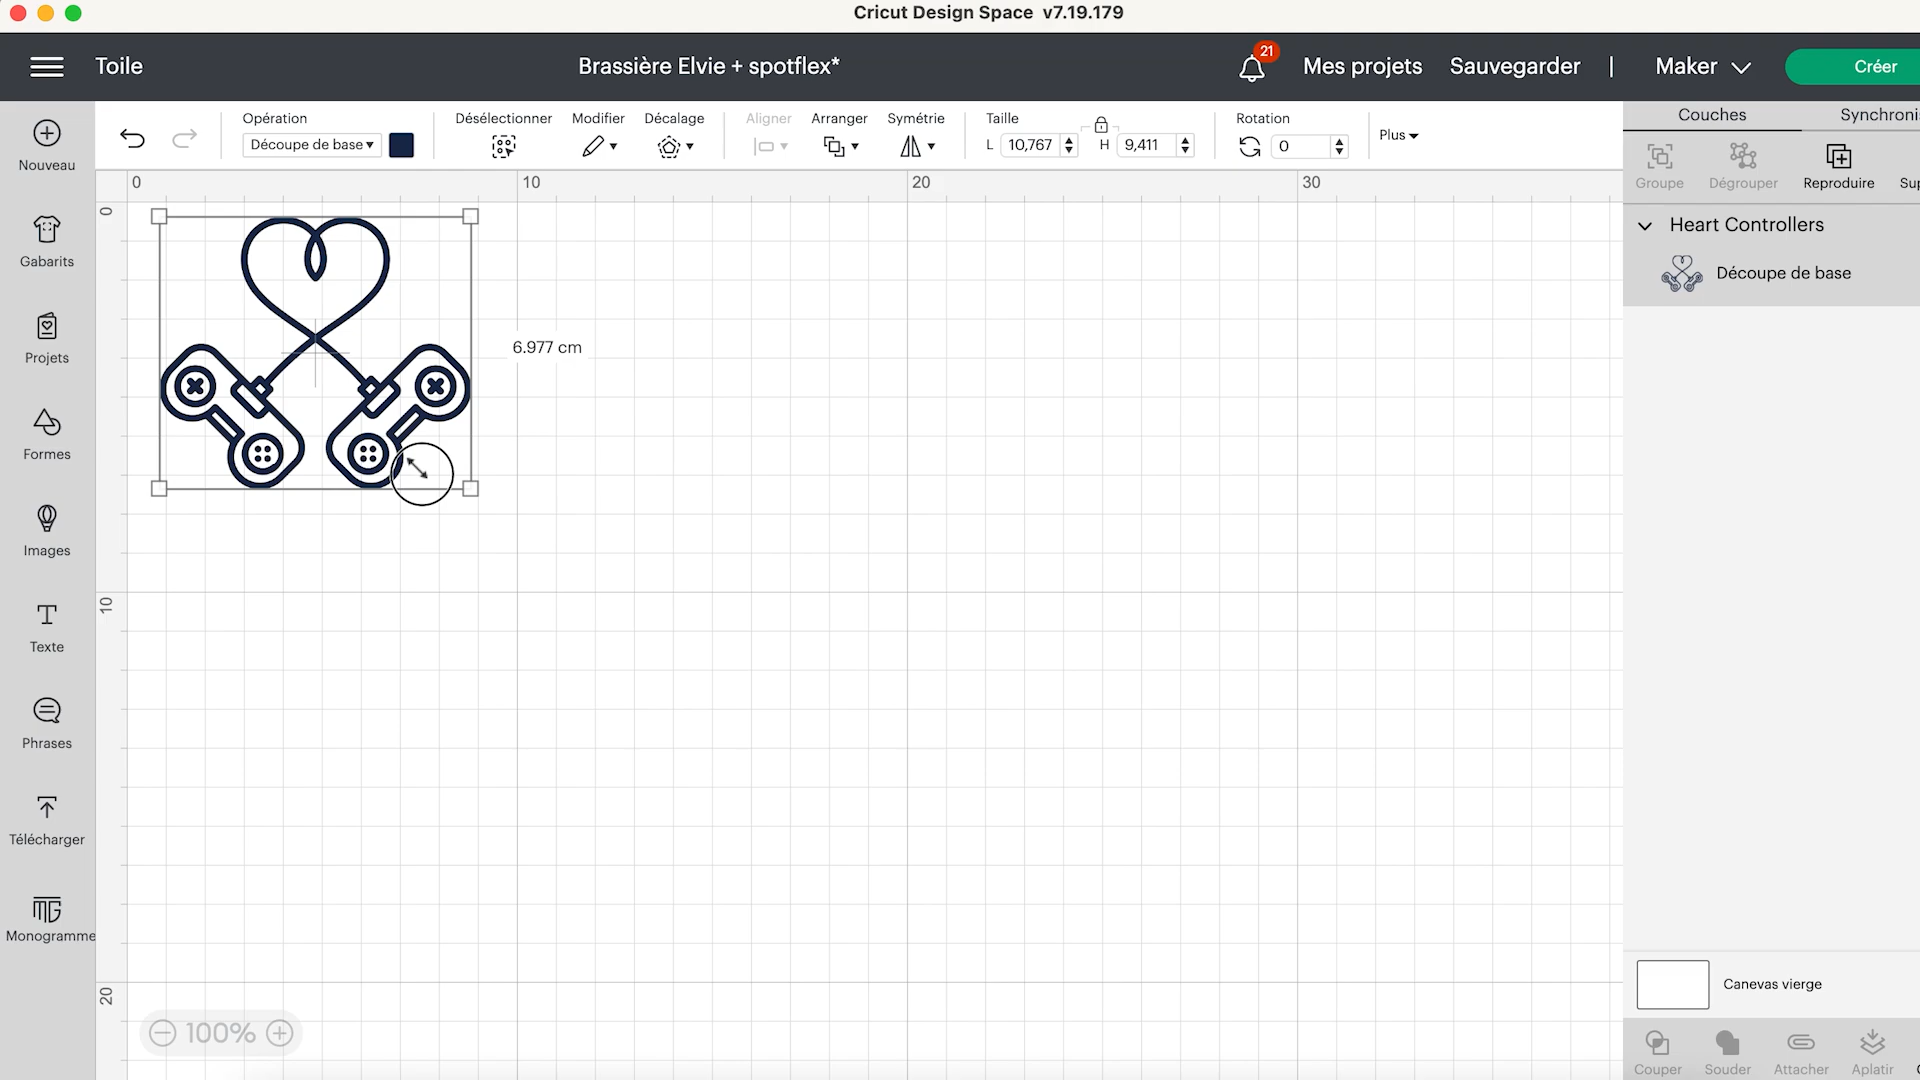 Cricut Design Space v7.19.179
Toile
Brassière Elvie + spotflex*
21
Mes projets
Sauvegarder
|
Maker
Créer
Nouveau
Gabarits
Projets
Formes
Images
Texte
Phrases
Télécharger
Monogramme
Opération
Découpe de base
Désélectionner
Modifier
Décalage
Aligner
Arranger
Symétrie
Taille
L 10,767
H 9,411
Rotation
0
Plus
0 10 20 30
0
10
20
6.977 cm
100%
Couches
Synchroni
Groupe
Dégrouper
Reproduire
Sup
Heart Controllers
Découpe de base
Canevas vierge
Couper
Souder
Attacher
Aplatir